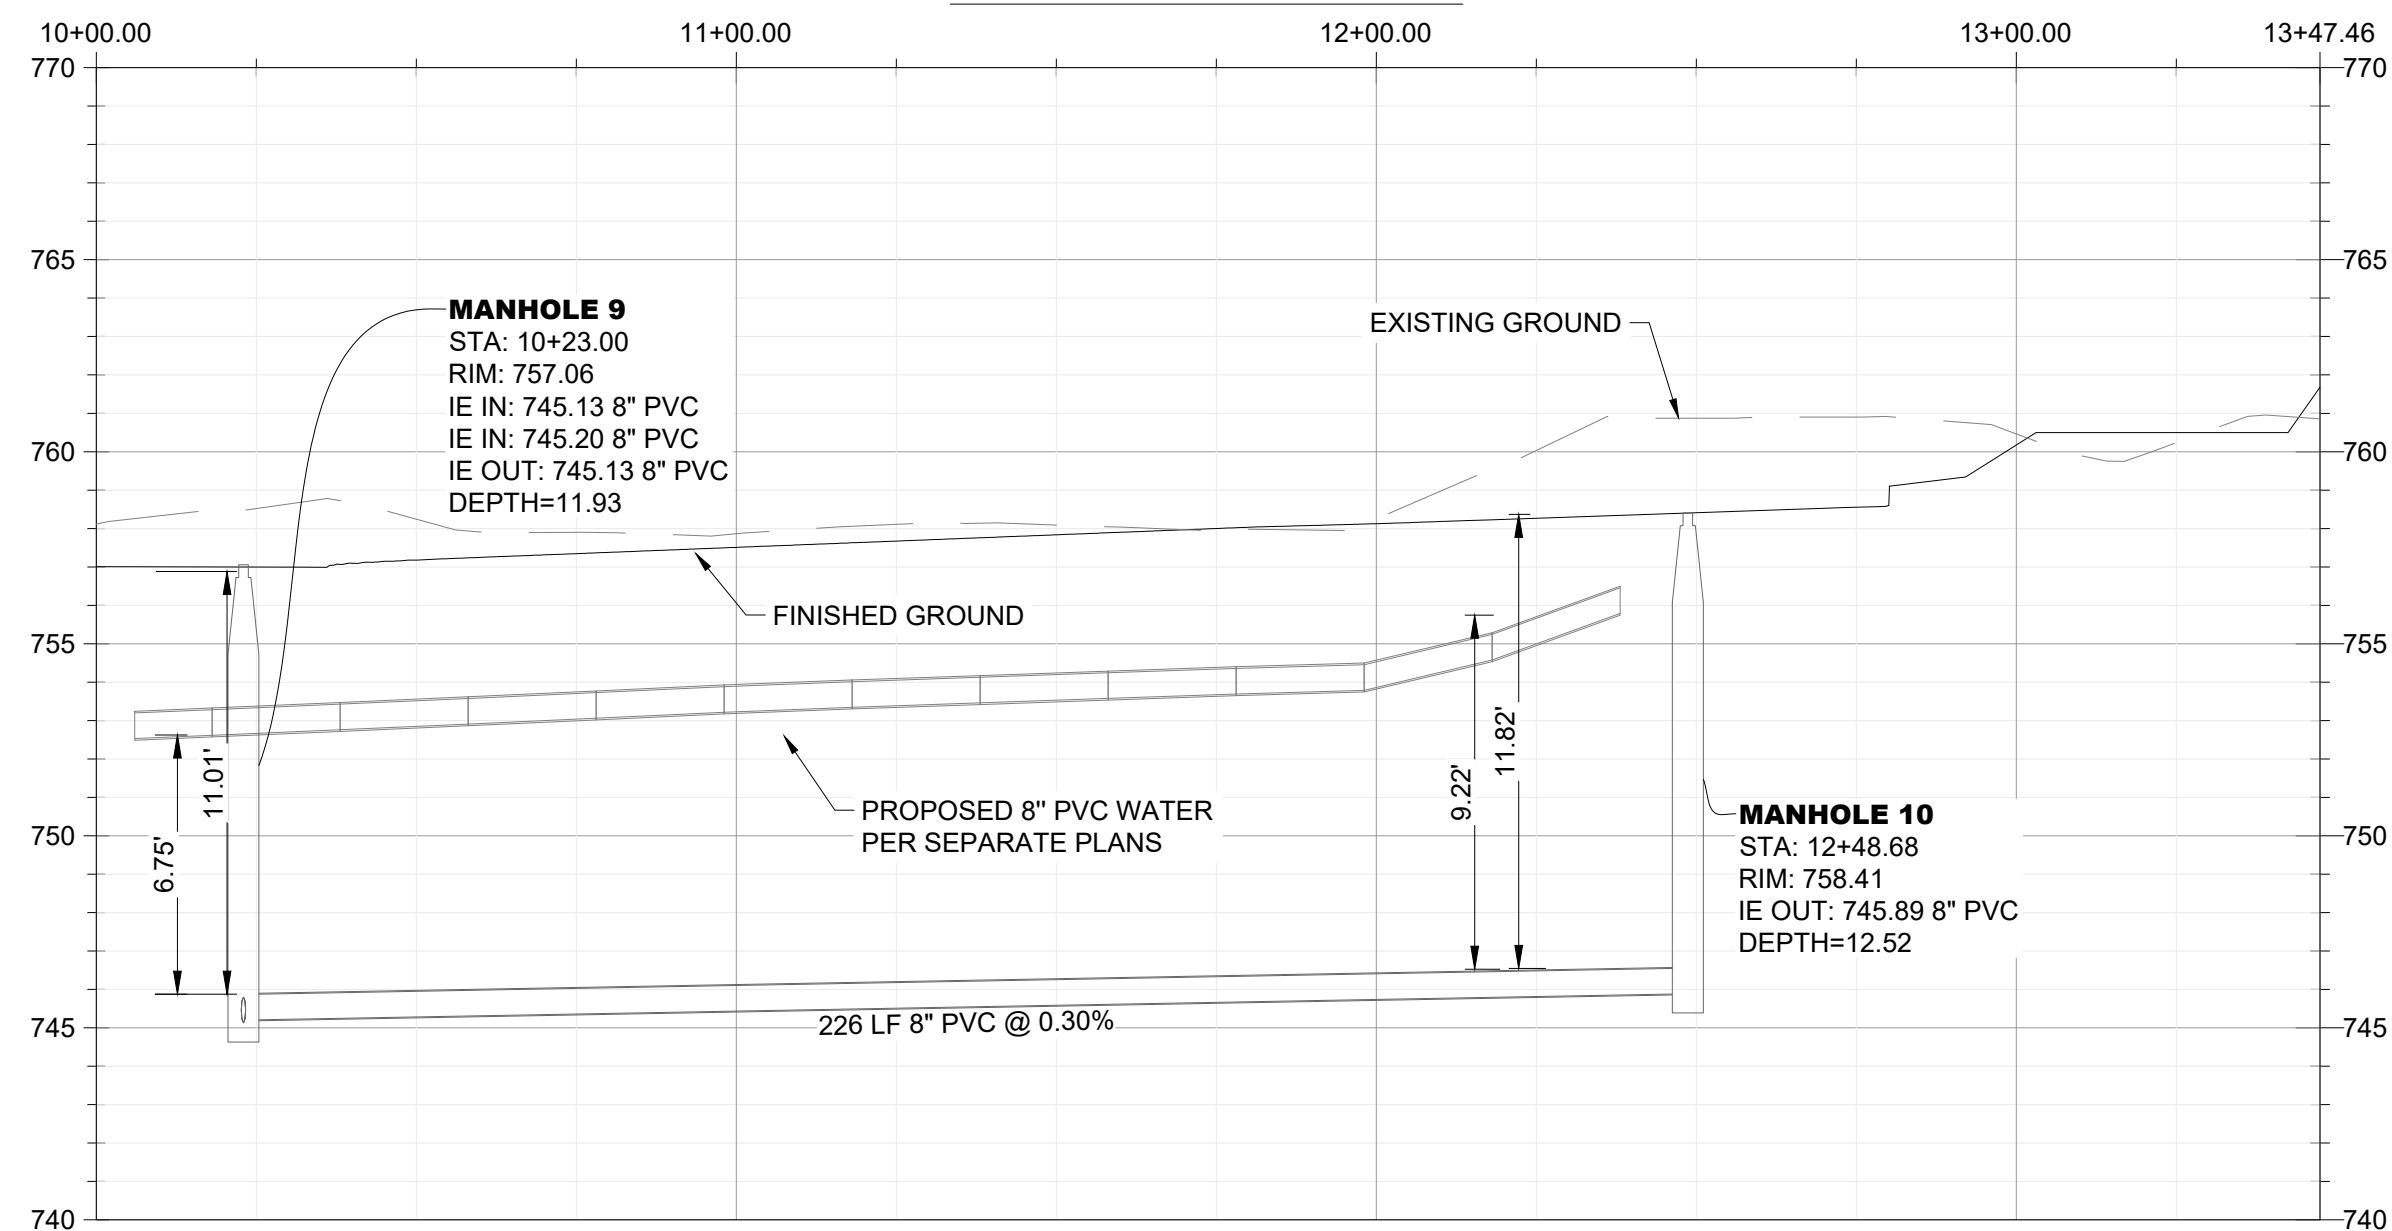 10+00.00 11+00.00 12+00.00 13+00.00 13+47.46
770 770
765 765
MANHOLE 9
STA: 10+23.00
RIM: 757.06
IE IN: 745.13 8" PVC
IE IN: 745.20 8" PVC
IE OUT: 745.13 8" PVC
DEPTH=11.93
EXISTING GROUND
760 760
FINISHED GROUND
755 755
6.75'
11.01'
9.22'
11.82'
PROPOSED 8" PVC WATER
PER SEPARATE PLANS
MANHOLE 10
STA: 12+48.68
RIM: 758.41
IE OUT: 745.89 8" PVC
DEPTH=12.52
750 750
226 LF 8" PVC @ 0.30%
745 745
740 740